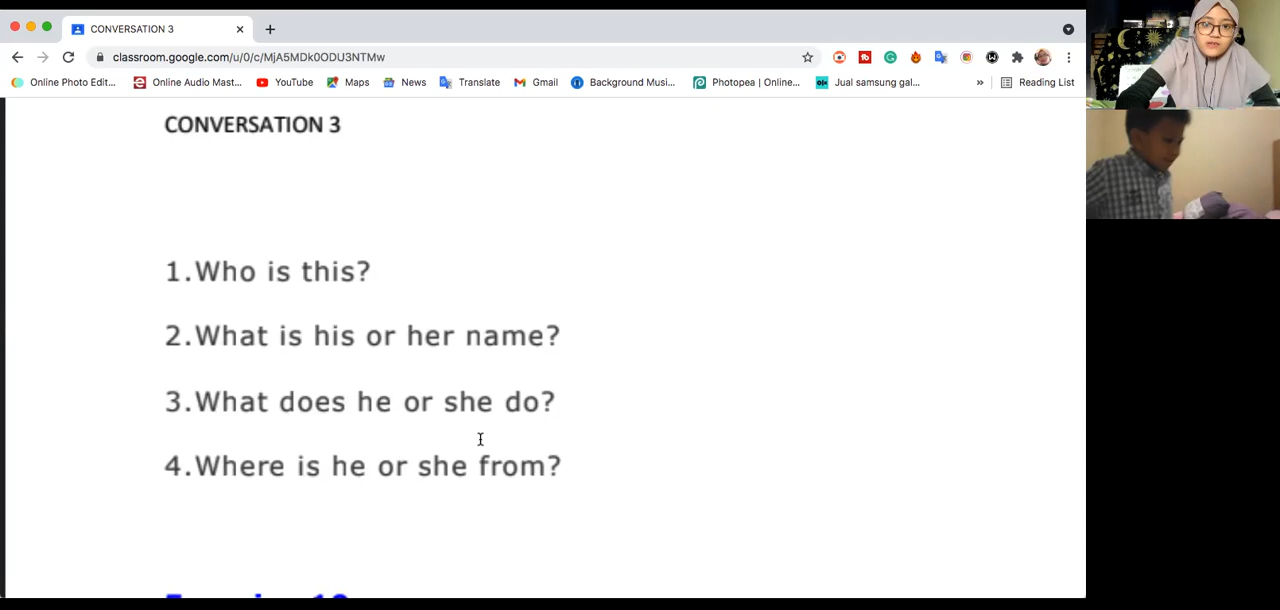 CONVERSATION 3
classroom.google.com/u/0/c/MjA5MDk0ODU3NTMw
Online Photo Edit... Online Audio Mast... YouTube Maps News Translate Gmail Background Musi... Photopea | Online... Jual samsung gal... » Reading List
CONVERSATION 3
1.Who is this?
2.What is his or her name?
3.What does he or she do?
4.Where is he or she from?